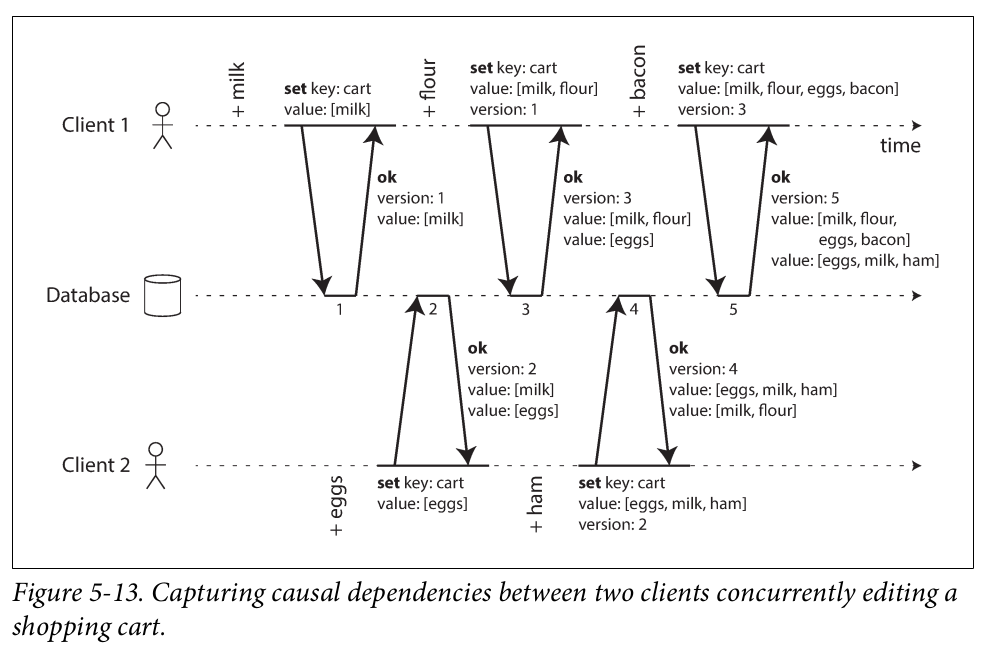 + milk
set key: cart
value: [milk]
+ flour
set key: cart
value: [milk, flour]
version: 1
+ bacon
set key: cart
value: [milk, flour, eggs, bacon]
version: 3
Client 1
time
ok
version: 1
value: [milk]
ok
version: 3
value: [milk, flour]
value: [eggs]
ok
version: 5
value: [milk, flour,
eggs, bacon]
value: [eggs, milk, ham]
Database
1
2
3
4
5
ok
version: 2
value: [milk]
value: [eggs]
ok
version: 4
value: [eggs, milk, ham]
value: [milk, flour]
Client 2
+ eggs
set key: cart
value: [eggs]
+ ham
set key: cart
value: [eggs, milk, ham]
version: 2
Figure 5-13. Capturing causal dependencies between two clients concurrently editing a
shopping cart.